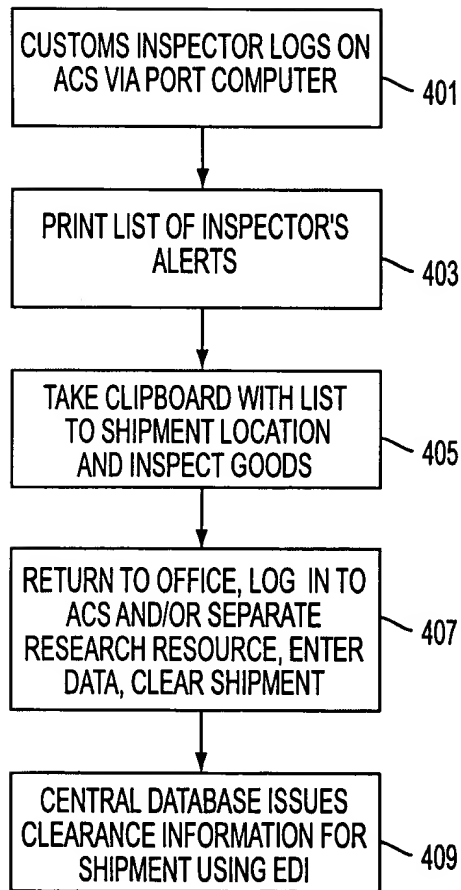 CUSTOMS INSPECTOR LOGS ON
ACS VIA PORT COMPUTER
401
PRINT LIST OF INSPECTOR'S
ALERTS
403
TAKE CLIPBOARD WITH LIST
TO SHIPMENT LOCATION
AND INSPECT GOODS
405
RETURN TO OFFICE, LOG IN TO
ACS AND/OR SEPARATE
RESEARCH RESOURCE, ENTER
DATA, CLEAR SHIPMENT
407
CENTRAL DATABASE ISSUES
CLEARANCE INFORMATION FOR
SHIPMENT USING EDI
409